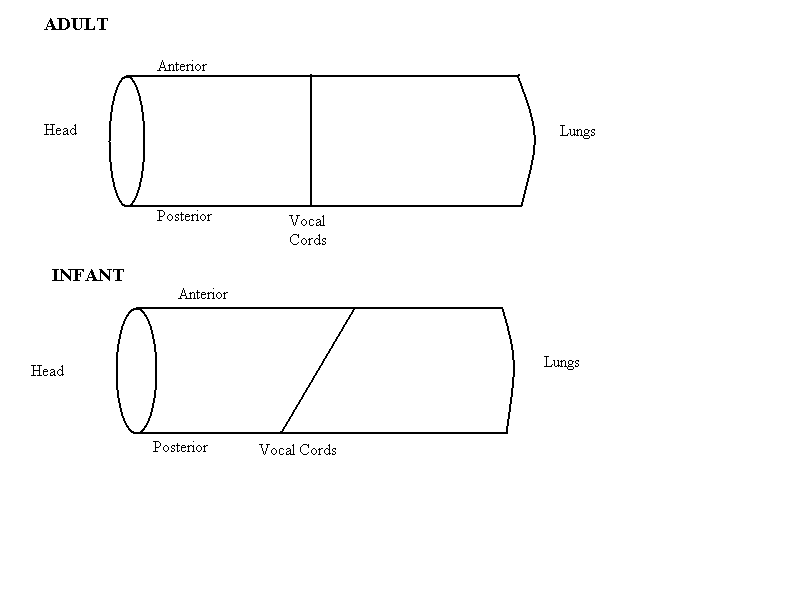 ADULT
Anterior
Head
Lungs
Posterior
Vocal
Cords
INFANT
Anterior
Head
Lungs
Posterior
Vocal Cords